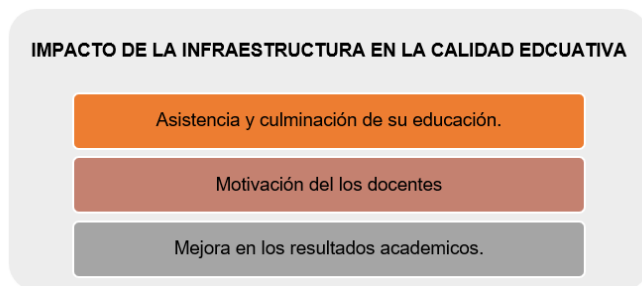 IMPACTO DE LA INFRAESTRUCTURA EN LA CALIDAD EDCUATIVA
Asistencia y culminación de su educación.
Motivación del los docentes
Mejora en los resultados academicos.